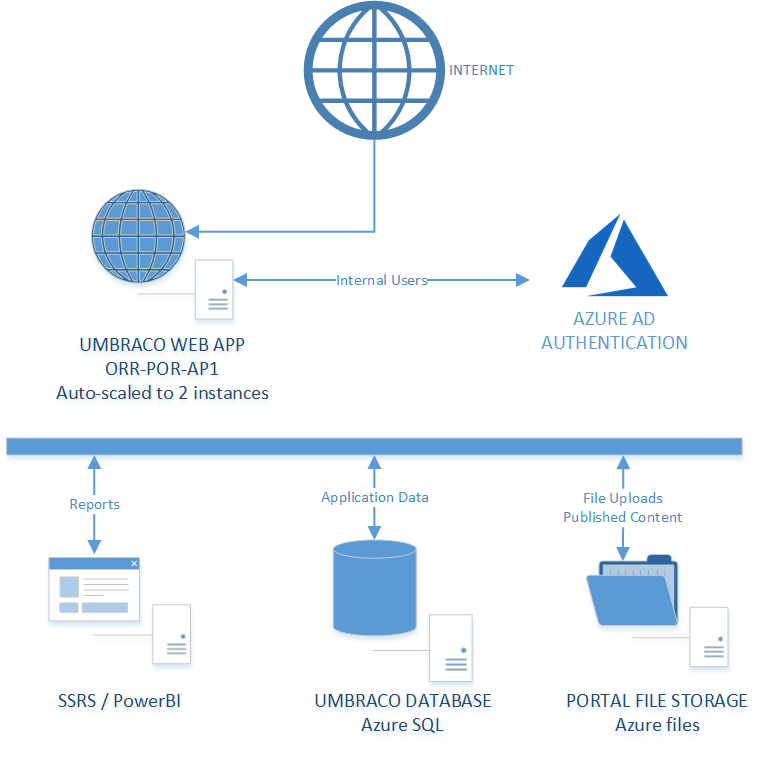 INTERNET
Internal Users
AZURE AD
AUTHENTICATION
UMBRACO WEB APP
ORR-POR-AP1
Auto-scaled to 2 instances
Reports
Application Data
File Uploads
Published Content
SSRS / PowerBI
UMBRACO DATABASE
Azure SQL
PORTAL FILE STORAGE
Azure files